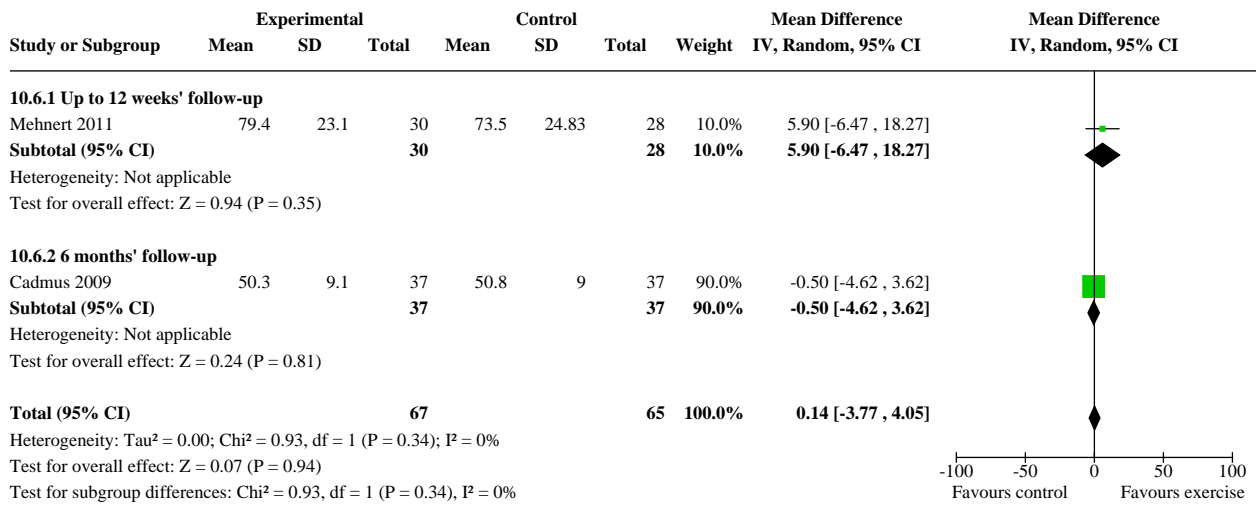 Experimental Control Mean Difference Mean Difference
Study or Subgroup Mean SD Total Mean SD Total Weight IV, Random, 95% CI IV, Random, 95% CI
10.6.1 Up to 12 weeks' follow-up
Mehnert 2011 79.4 23.1 30 73.5 24.83 28 10.0% 5.90 [-6.47 , 18.27]
Subtotal (95% CI) 30 28 10.0% 5.90 [-6.47 , 18.27]
Heterogeneity: Not applicable
Test for overall effect: Z = 0.94 (P = 0.35)
10.6.2 6 months' follow-up
Cadmus 2009 50.3 9.1 37 50.8 9 37 90.0% -0.50 [-4.62 , 3.62]
Subtotal (95% CI) 37 37 90.0% -0.50 [-4.62 , 3.62]
Heterogeneity: Not applicable
Test for overall effect: Z = 0.24 (P = 0.81)
Total (95% CI) 67 65 100.0% 0.14 [-3.77 , 4.05]
Heterogeneity: Tau² = 0.00; Chi² = 0.93, df = 1 (P = 0.34); I² = 0%
Test for overall effect: Z = 0.07 (P = 0.94)
Test for subgroup differences: Chi² = 0.93, df = 1 (P = 0.34), I² = 0%
-100 -50 0 50 100
Favours control Favours exercise